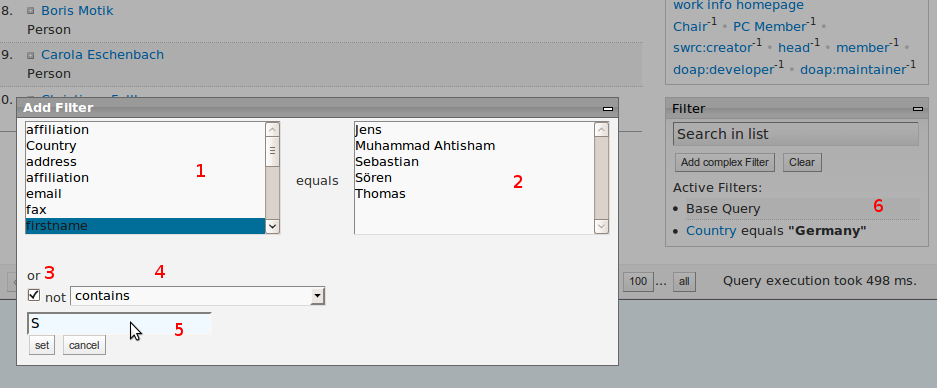 8. Boris Motik
Person
9. Carola Eschenbach
Person
0.
work info homepage
Chair-1 • PC Member-1 •
swrc:creator-1 • head-1 • member-1 •
doap:developer-1 • doap:maintainer-1
Add Filter
affiliation
Country
address
affiliation
email
fax
firstname
1
equals
Jens
Muhammad Ahtisham
Sebastian
Sören
Thomas
2
or 3
4
not contains
S
5
set cancel
Filter
Search in list
Add complex Filter Clear
Active Filters:
• Base Query
6
• Country equals "Germany"
100 ... all Query execution took 498 ms.